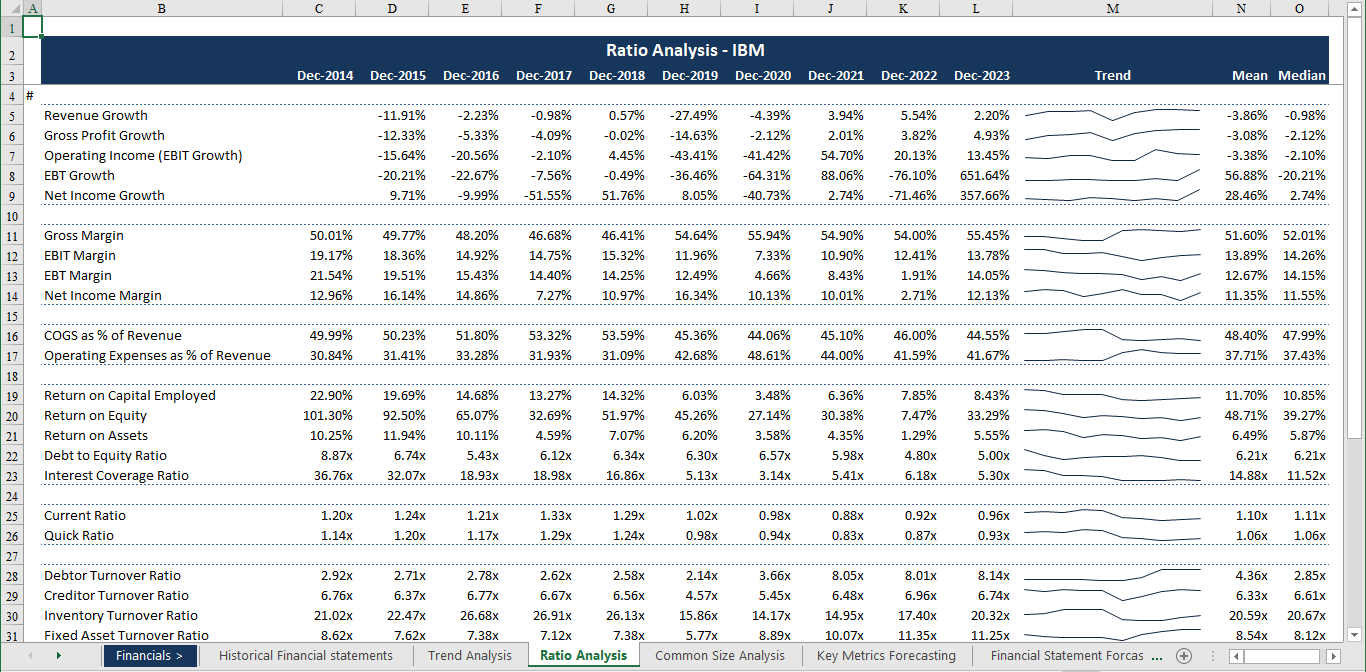 A B C D E F G H I J K L M N O
1
2 Ratio Analysis - IBM
3 Dec-2014 Dec-2015 Dec-2016 Dec-2017 Dec-2018 Dec-2019 Dec-2020 Dec-2021 Dec-2022 Dec-2023 Trend Mean Median
4 #
5 Revenue Growth -11.91% -2.23% -0.98% 0.57% -27.49% -4.39% 3.94% 5.54% 2.20% -3.86% -0.98%
6 Gross Profit Growth -12.33% -5.33% -4.09% -0.02% -14.63% -2.12% 2.01% 3.82% 4.93% -3.08% -2.12%
7 Operating Income (EBIT Growth) -15.64% -20.56% -2.10% 4.45% -43.41% -41.42% 54.70% 20.13% 13.45% -3.38% -2.10%
8 EBT Growth -20.21% -22.67% -7.56% -0.49% -36.46% -64.31% 88.06% -76.10% 651.64% 56.88% -20.21%
9 Net Income Growth 9.71% -9.99% -51.55% 51.76% 8.05% -40.73% 2.74% -71.46% 357.66% 28.46% 2.74%
10
11 Gross Margin 50.01% 49.77% 48.20% 46.68% 46.41% 54.64% 55.94% 54.90% 54.00% 55.45% 51.60% 52.01%
12 EBIT Margin 19.17% 18.36% 14.92% 14.75% 15.32% 11.96% 7.33% 10.90% 12.41% 13.78% 13.89% 14.26%
13 EBT Margin 21.54% 19.51% 15.43% 14.40% 14.25% 12.49% 4.66% 8.43% 1.91% 14.05% 12.67% 14.15%
14 Net Income Margin 12.96% 16.14% 14.86% 7.27% 10.97% 16.34% 10.13% 10.01% 2.71% 12.13% 11.35% 11.55%
15
16 COGS as % of Revenue 49.99% 50.23% 51.80% 53.32% 53.59% 45.36% 44.06% 45.10% 46.00% 44.55% 48.40% 47.99%
17 Operating Expenses as % of Revenue 30.84% 31.41% 33.28% 31.93% 31.09% 42.68% 48.61% 44.00% 41.59% 41.67% 37.71% 37.43%
18
19 Return on Capital Employed 22.90% 19.69% 14.68% 13.27% 14.32% 6.03% 3.48% 6.36% 7.85% 8.43% 11.70% 10.85%
20 Return on Equity 101.30% 92.50% 65.07% 32.69% 51.97% 45.26% 27.14% 30.38% 7.47% 33.29% 48.71% 39.27%
21 Return on Assets 10.25% 11.94% 10.11% 4.59% 7.07% 6.20% 3.58% 4.35% 1.29% 5.55% 6.49% 5.87%
22 Debt to Equity Ratio 8.87x 6.74x 5.43x 6.12x 6.34x 6.30x 6.57x 5.98x 4.80x 5.00x 6.21x 6.21x
23 Interest Coverage Ratio 36.76x 32.07x 18.93x 18.98x 16.86x 5.13x 3.14x 5.41x 6.18x 5.30x 14.88x 11.52x
24
25 Current Ratio 1.20x 1.24x 1.21x 1.33x 1.29x 1.02x 0.98x 0.88x 0.92x 0.96x 1.10x 1.11x
26 Quick Ratio 1.14x 1.20x 1.17x 1.29x 1.24x 0.98x 0.94x 0.83x 0.87x 0.93x 1.06x 1.06x
27
28 Debtor Turnover Ratio 2.92x 2.71x 2.78x 2.62x 2.58x 2.14x 3.66x 8.05x 8.01x 8.14x 4.36x 2.85x
29 Creditor Turnover Ratio 6.76x 6.37x 6.77x 6.67x 6.56x 4.57x 5.45x 6.48x 6.96x 6.74x 6.33x 6.61x
30 Inventory Turnover Ratio 21.02x 22.47x 26.68x 26.91x 26.13x 15.86x 14.17x 14.95x 17.40x 20.32x 20.59x 20.67x
31 Fixed Asset Turnover Ratio 8.62x 7.62x 7.38x 7.12x 7.38x 5.77x 8.89x 10.07x 11.35x 11.25x 8.54x 8.12x
Financials > Historical Financial statements Trend Analysis Ratio Analysis Common Size Analysis Key Metrics Forecasting Financial Statement Forcas ...